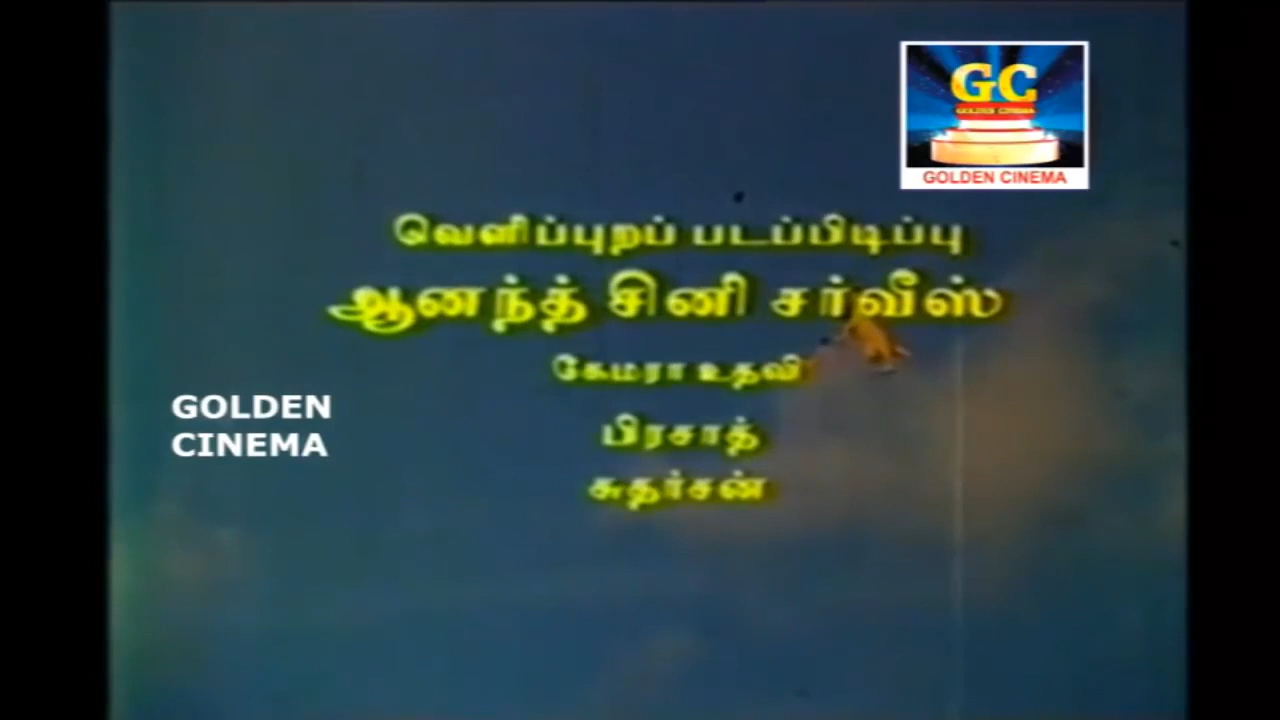 GC
GOLDEN CINEMA
GOLDEN CINEMA
வெளிப்புறப் படப்பிடிப்பு
ஆனந்த் சினி சர்வீஸ்
கேமரா உதவி
பிரசாத்
சுதர்சன்
GOLDEN
CINEMA